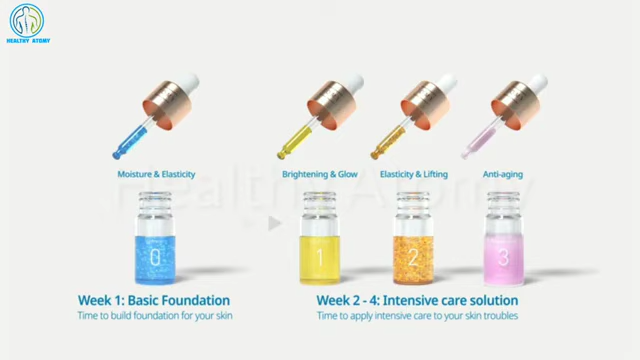 HEALTHY ATOMY
Moisture & Elasticity
Brightening & Glow
Elasticity & Lifting
Anti-aging
Healthy Atomy
0
1
2
3
Week 1: Basic Foundation
Time to build foundation for your skin
Week 2 - 4: Intensive care solution
Time to apply intensive care to your skin troubles